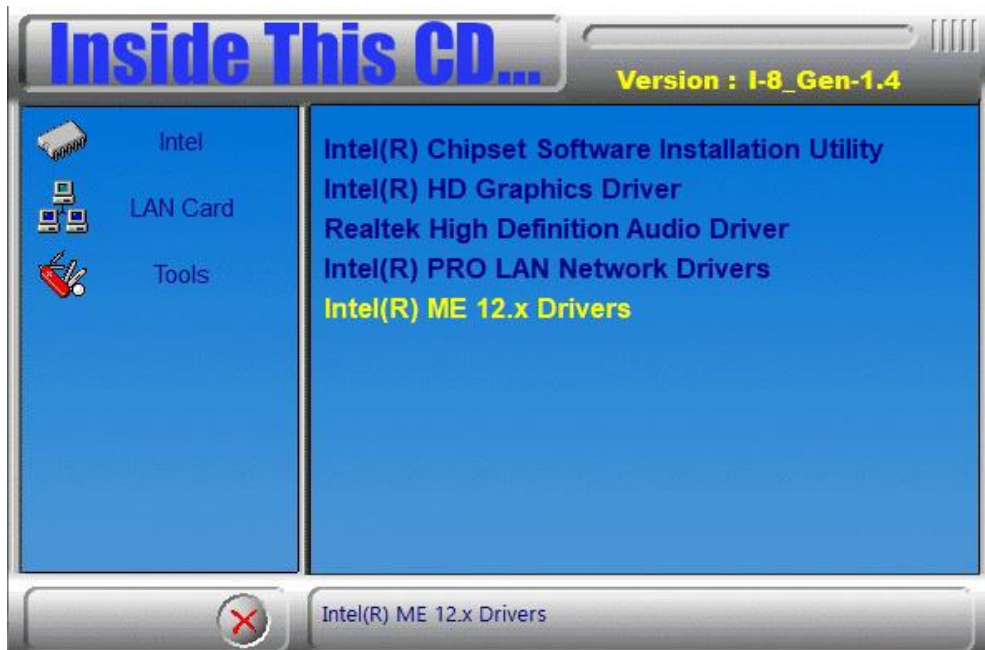 Inside This CD...
Version : I-8_Gen-1.4
Intel
LAN Card
Tools
Intel(R) Chipset Software Installation Utility
Intel(R) HD Graphics Driver
Realtek High Definition Audio Driver
Intel(R) PRO LAN Network Drivers
Intel(R) ME 12.x Drivers
Intel(R) ME 12.x Drivers